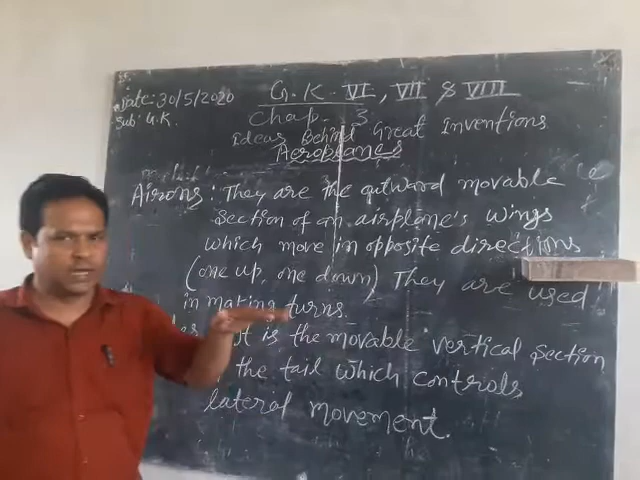 Date: 30/5/2020
Sub: G.K.
G.K - VI, VII & VIII
Chap. 3
Ideas Behind Great Inventions
Aeroplanes
Airons: They are the outward movable
section of an airplane's wings
which move in opposite directions
(one up, one down) They are used
in making turns.
It is the movable vertical section
the tail which controls
lateral movement.